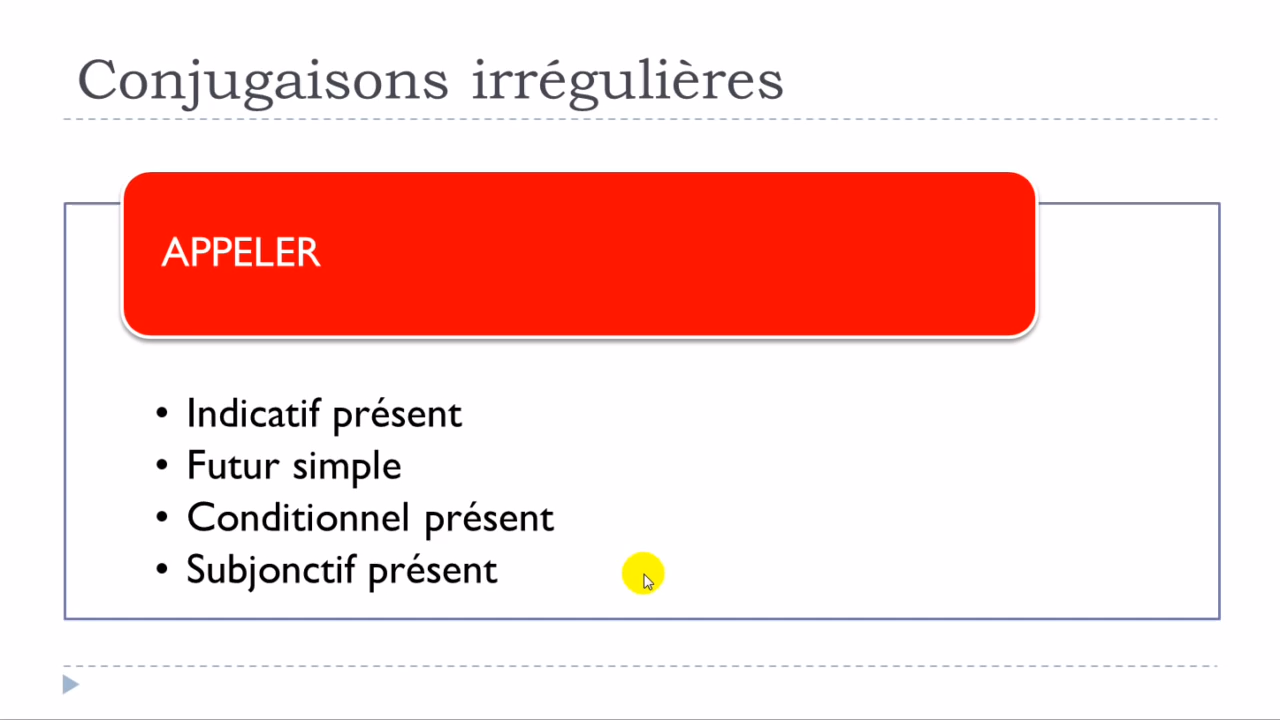 Conjugaisons irrégulières
APPELER
• Indicatif présent
• Futur simple
• Conditionnel présent
• Subjonctif présent